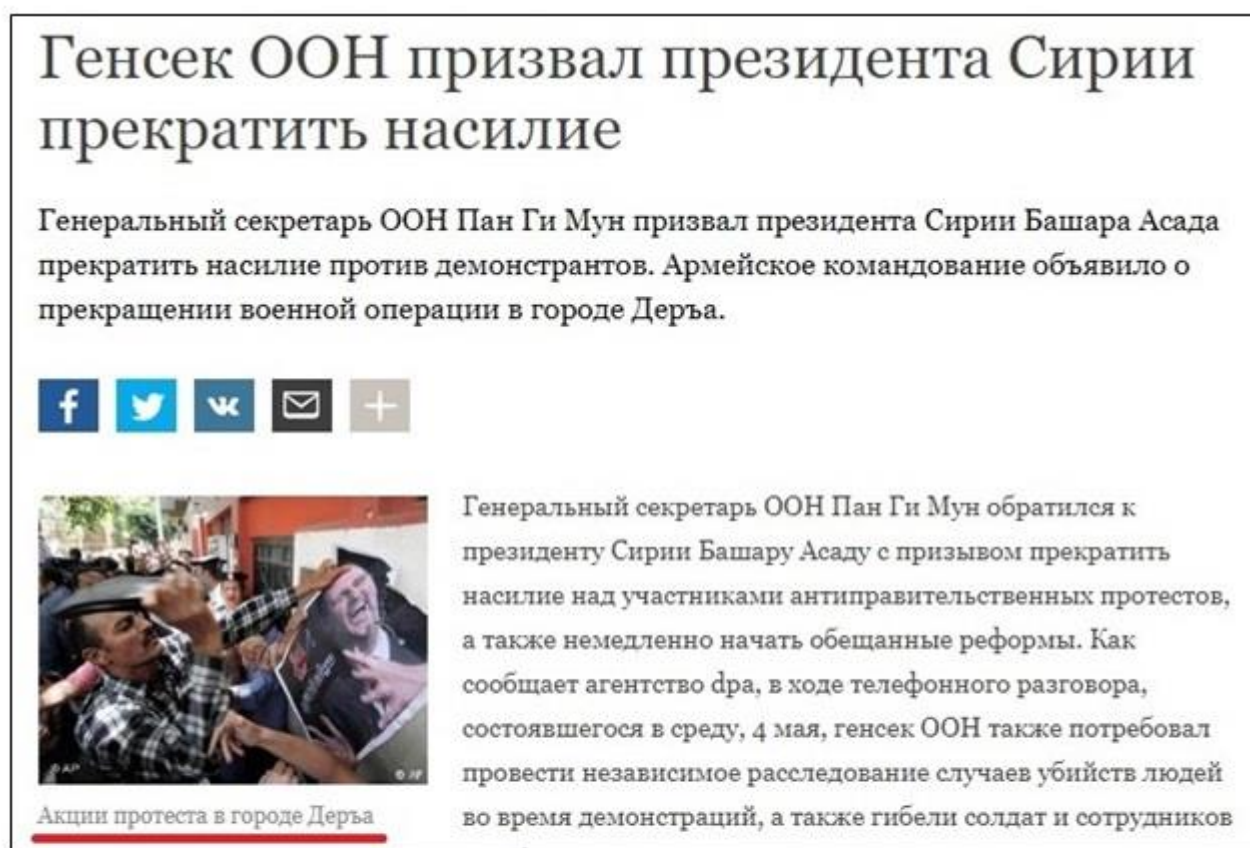 Генсек ООН призвал президента Сирии
прекратить насилие
Генеральный секретарь ООН Пан Ги Мун призвал президента Сирии Башара Асада
прекратить насилие против демонстрантов. Армейское командование объявило о
прекращении военной операции в городе Деръа.
© AP
© AP
Акции протеста в городе Деръа
Генеральный секретарь ООН Пан Ги Мун обратился к
президенту Сирии Башару Асаду с призывом прекратить
насилие над участниками антиправительственных протестов,
а также немедленно начать обещанные реформы. Как
сообщает агентство dpa, в ходе телефонного разговора,
состоявшегося в среду, 4 мая, генсек ООН также потребовал
провести независимое расследование случаев убийств людей
во время демонстраций, а также гибели солдат и сотрудников